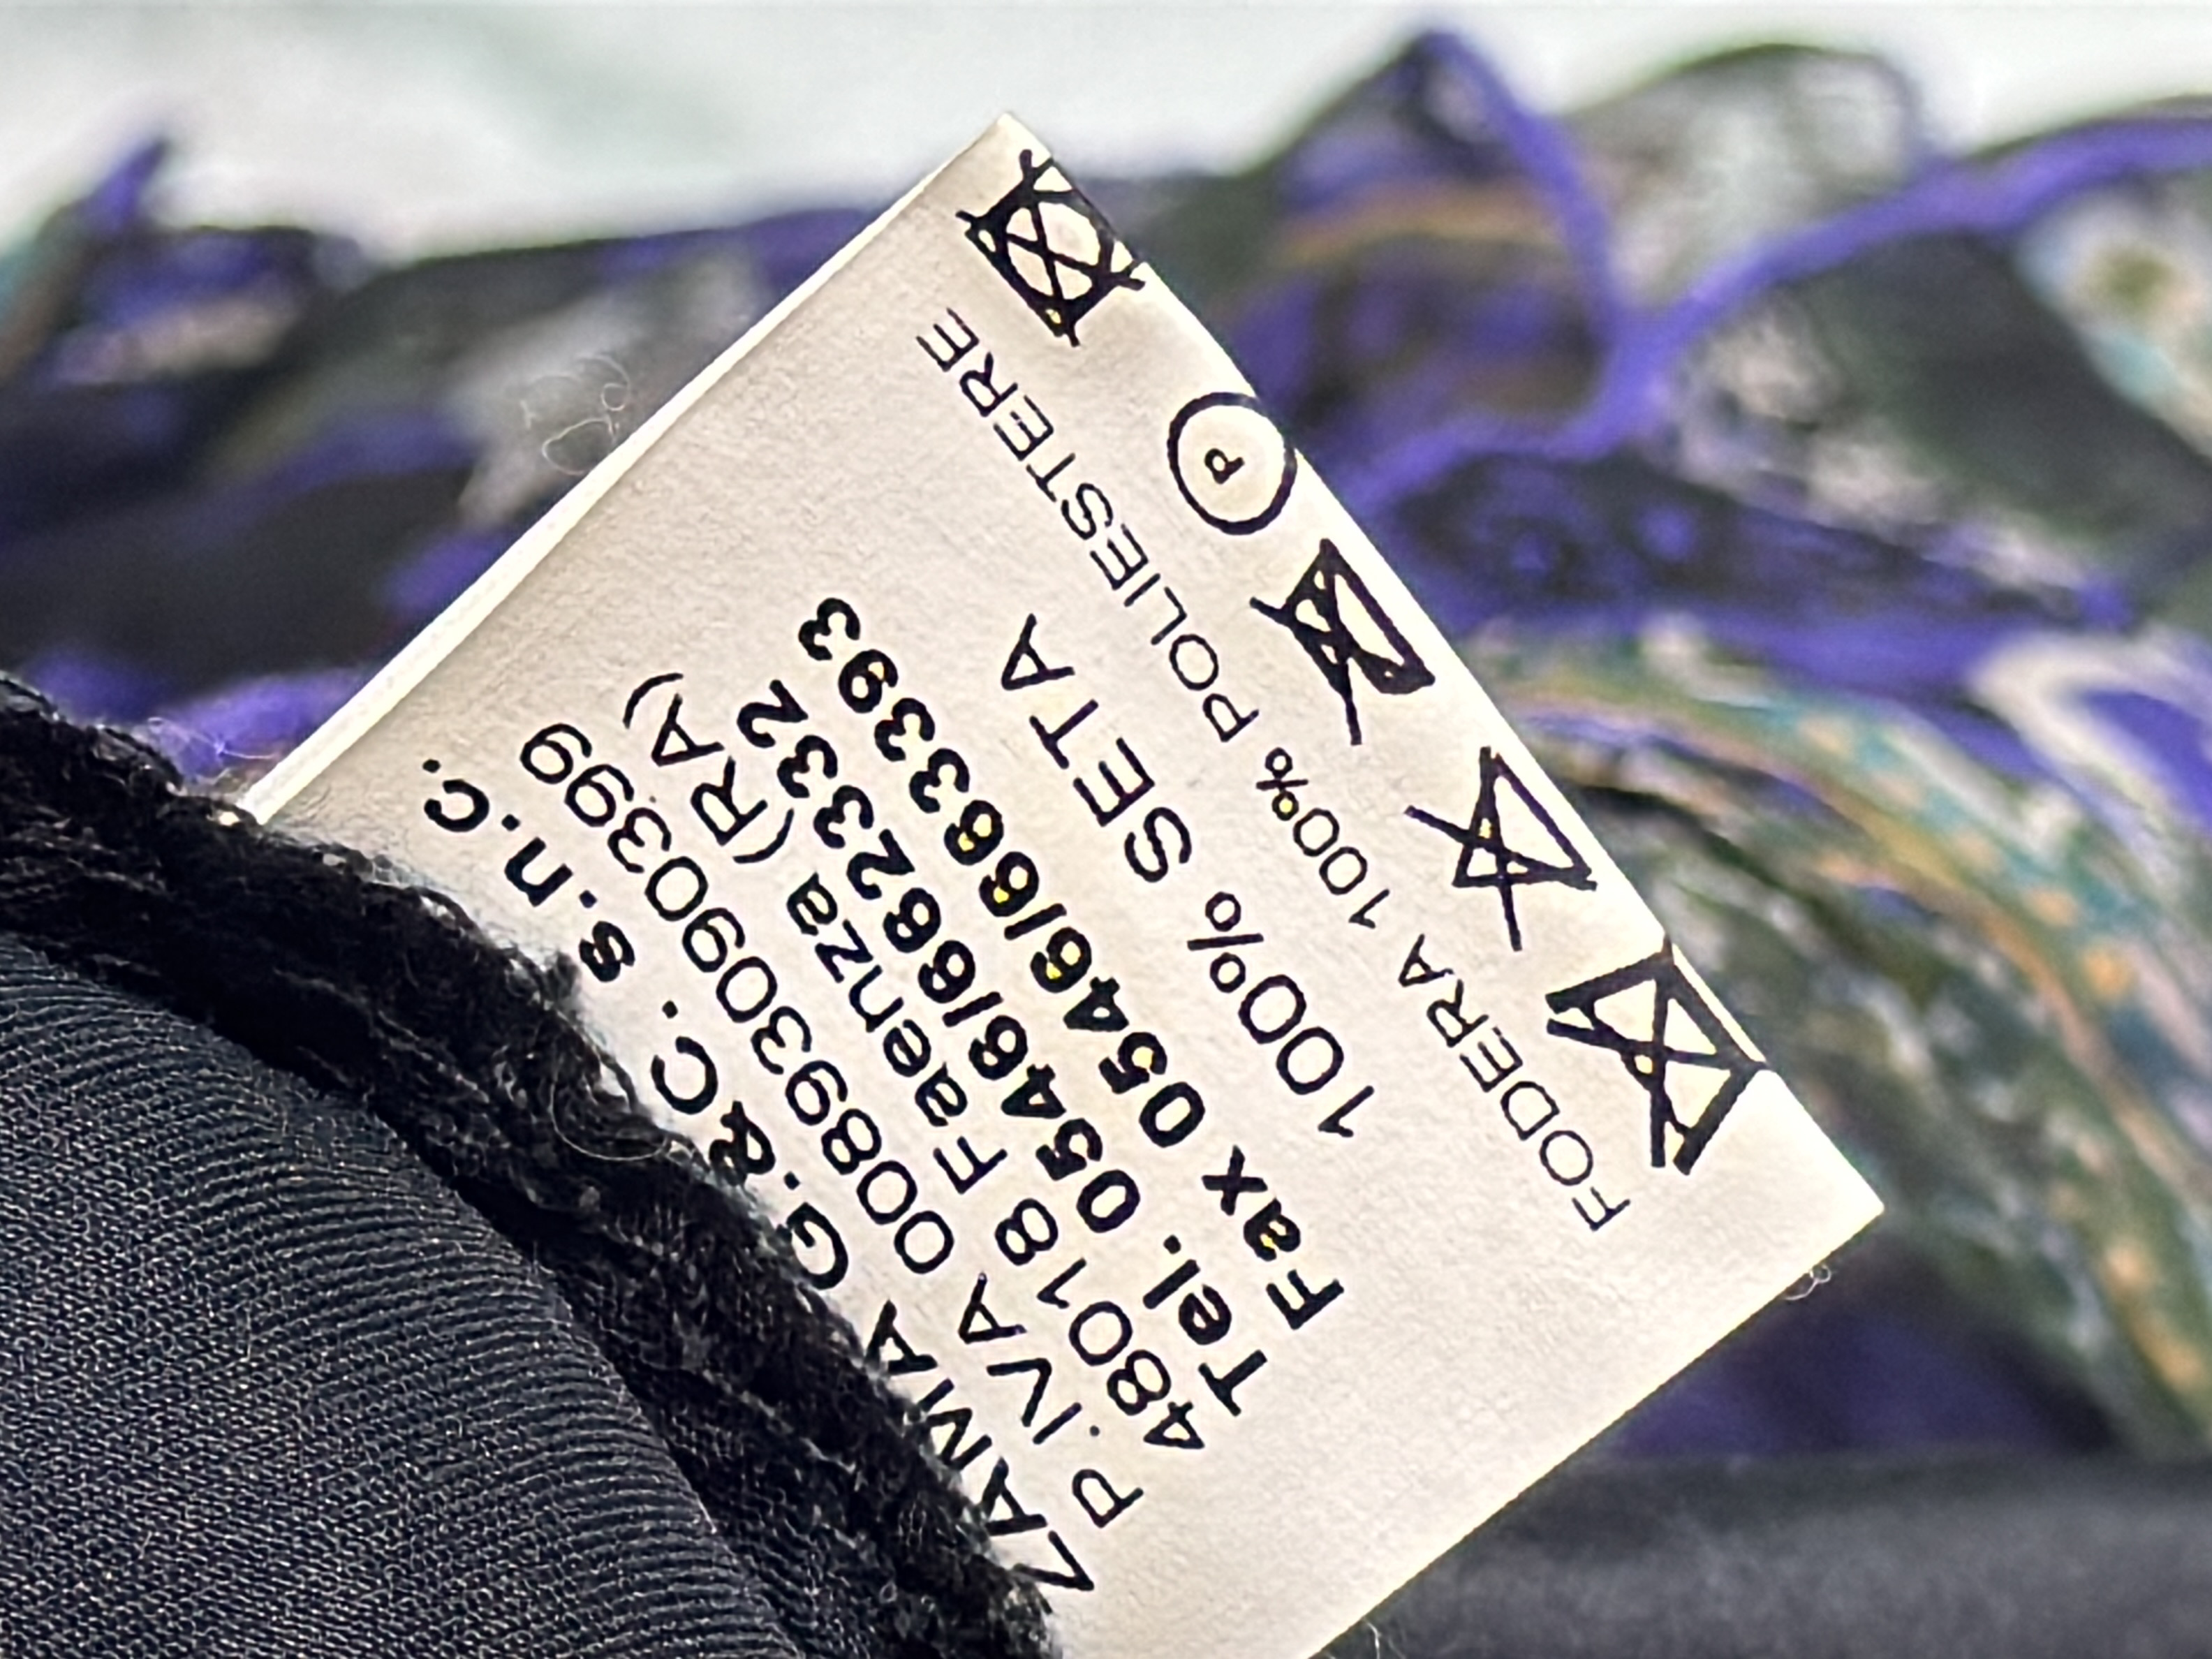 ZAMA G.&C. s.n.c.
P.IVA 00893090399
48018 Faenza (RA)
Tel. 0546/662332
Fax 0546/663393
100% SETA
FODERA 100% POLIESTERE
P